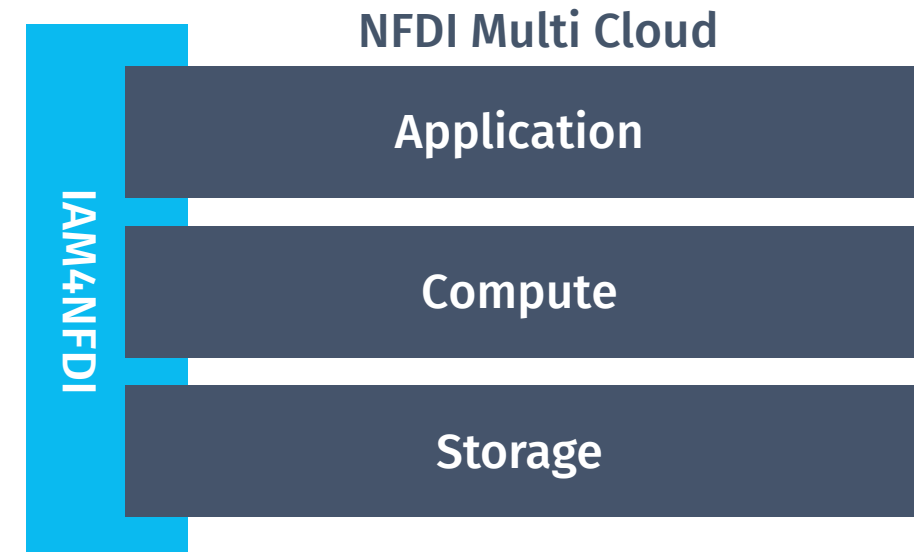 NFDI Multi Cloud
Application
IAM4NFDI
Compute
Storage